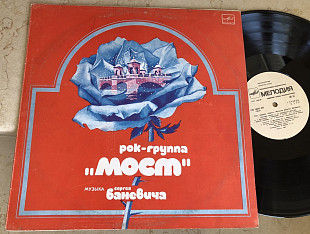 рок-группа
„мост"
музыка сергея
баневича
МЕЛОДИЯ